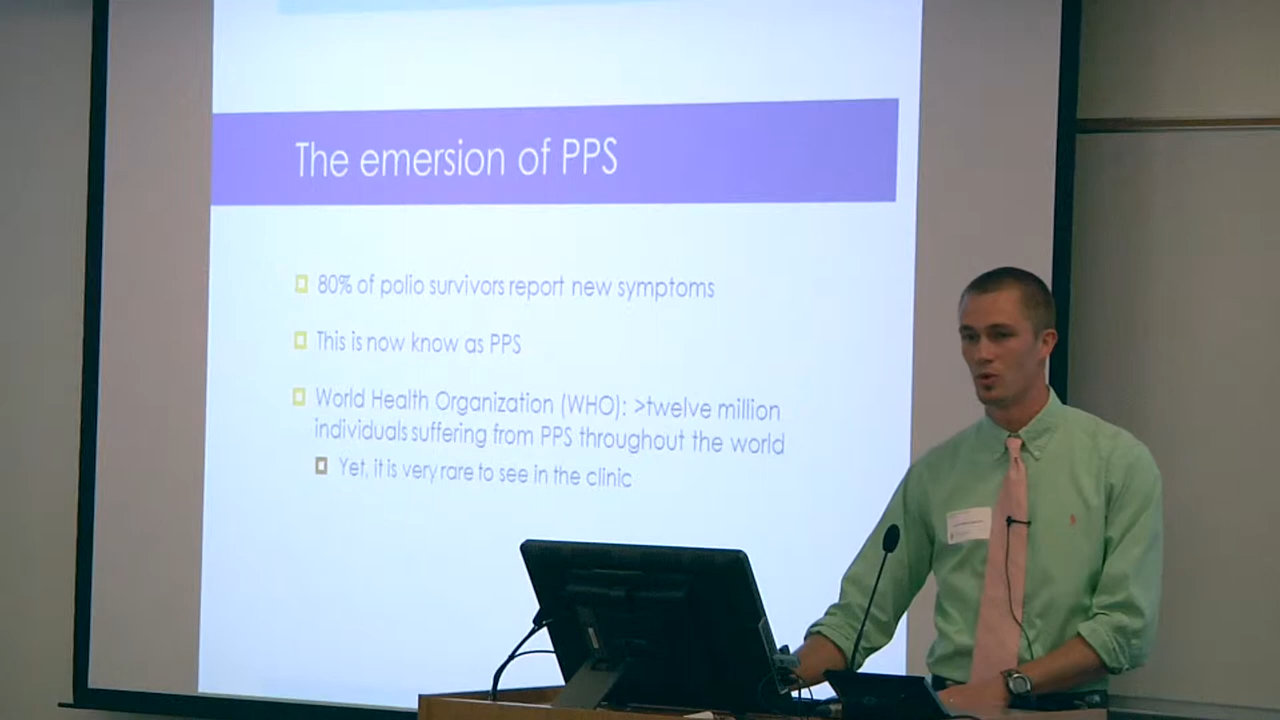 The emersion of PPS
80% of polio survivors report new symptoms
This is now know as PPS
World Health Organization (WHO): >twelve million
individuals suffering from PPS throughout the world
Yet, it is very rare to see in the clinic